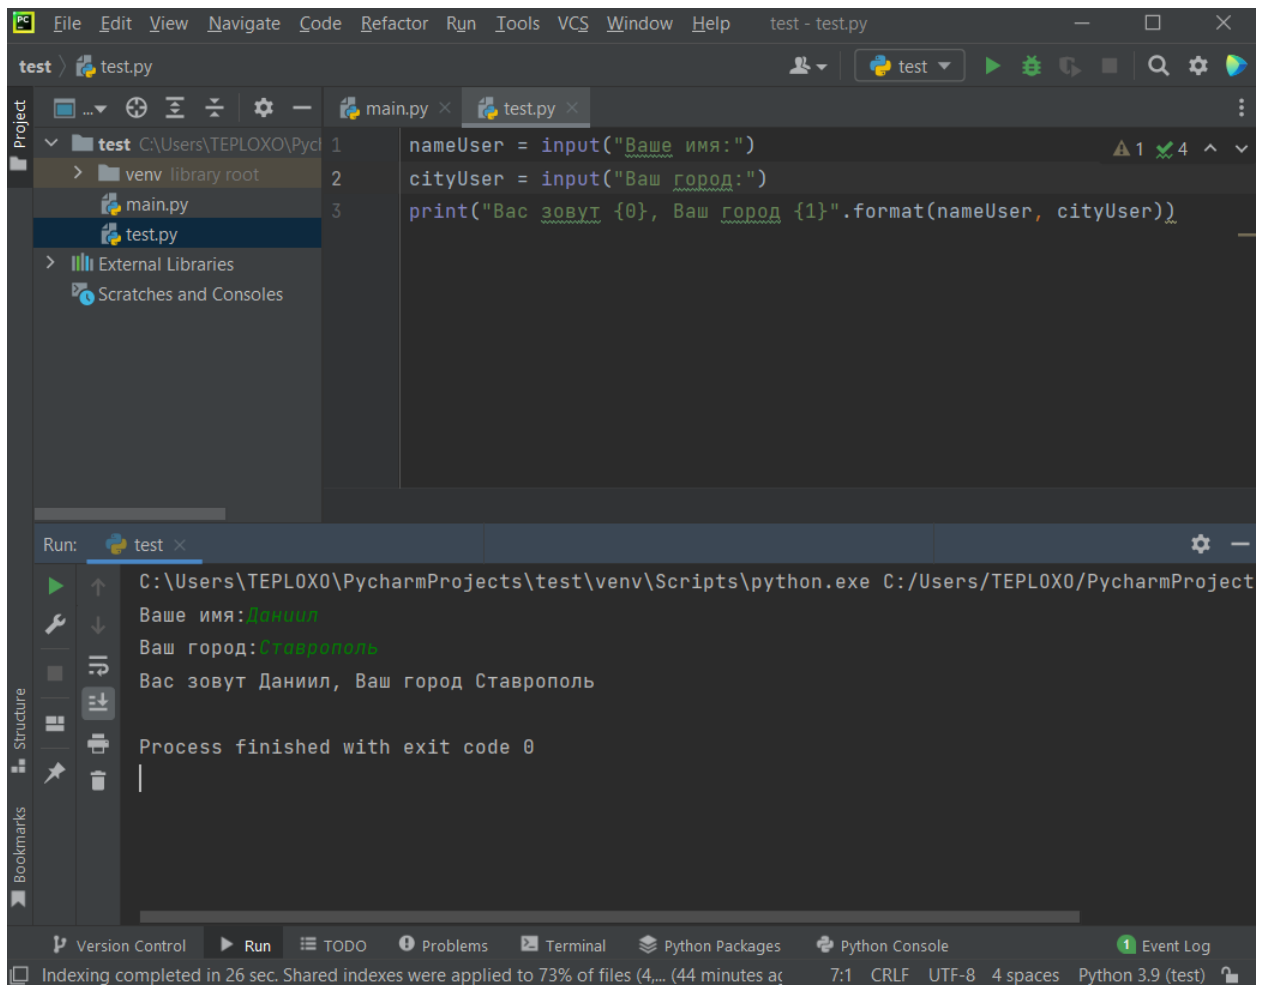 File Edit View Navigate Code Refactor Run Tools VCS Window Help test - test.py
test test.py test
Project ... main.py test.py
test C:\Users\TEPLOXO\Pycl
venv library root
main.py
test.py
External Libraries
Scratches and Consoles
1 nameUser = input("Ваше имя:")
2 cityUser = input("Ваш город:")
3 print("Вас зовут {0}, Ваш город {1}".format(nameUser, cityUser))
1 4
Run: test
C:\Users\TEPLOXO\PycharmProjects\test\venv\Scripts\python.exe C:/Users/TEPLOXO/PycharmProject
Ваше имя:Даниил
Ваш город:Ставрополь
Вас зовут Даниил, Ваш город Ставрополь
Process finished with exit code 0
Structure
Bookmarks
Version Control Run TODO Problems Terminal Python Packages Python Console 1 Event Log
Indexing completed in 26 sec. Shared indexes were applied to 73% of files (4,... (44 minutes ag 7:1 CRLF UTF-8 4 spaces Python 3.9 (test)